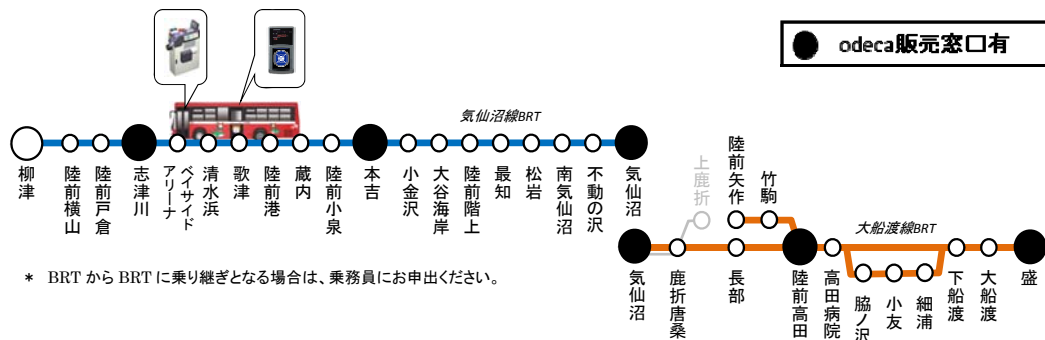 odeca販売窓口有
気仙沼線BRT
柳津
陸前横山
陸前戸倉
志津川
ベイサイド
アリーナ
清水浜
歌津
陸前港
蔵内
陸前小泉
本吉
小金沢
大谷海岸
陸前階上
最知
松岩
南気仙沼
不動の沢
気仙沼
上鹿折
陸前矢作
竹駒
大船渡線BRT
気仙沼
鹿折唐桑
長部
陸前高田
高田病院
脇ノ沢
小友
細浦
下船渡
大船渡
盛
* BRT から BRT に乗り継ぎとなる場合は、乗務員にお申出ください。